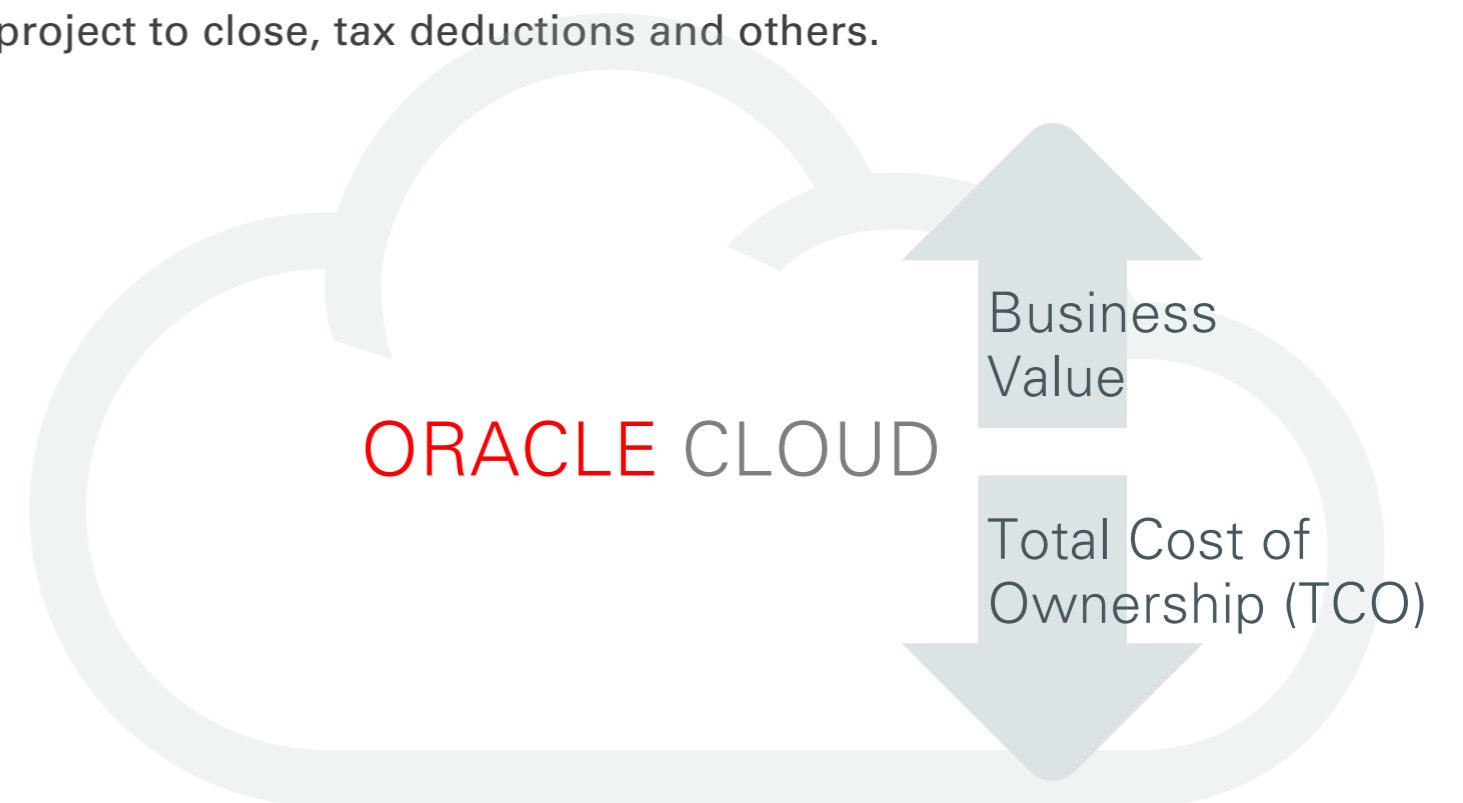 project to close, tax deductions and others.
Business
Value
ORACLE CLOUD
Total Cost of
Ownership (TCO)